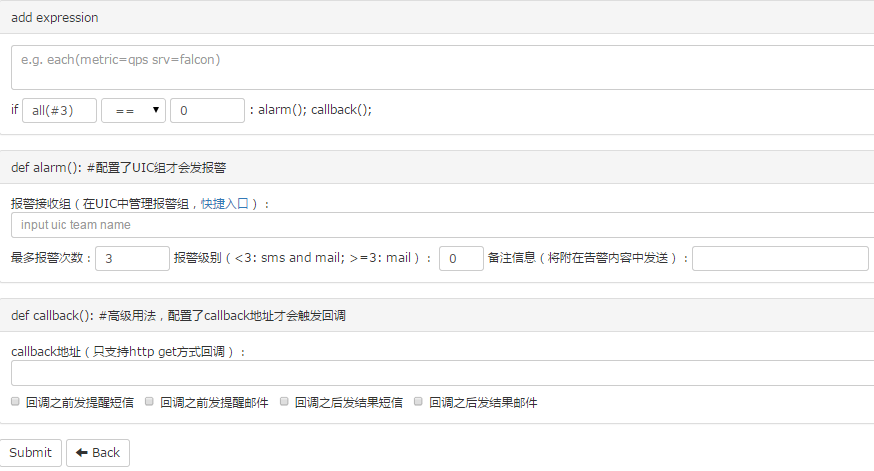 add expression
e.g. each(metric=qps srv=falcon)
if all(#3) == 0 : alarm(); callback();
def alarm(): #配置了UIC组才会发报警
报警接收组（在UIC中管理报警组，快捷入口）：
input uic team name
最多报警次数： 3 报警级别（<3: sms and mail; >=3: mail）： 0 备注信息（将附在告警内容中发送）：
def callback(): #高级用法，配置了callback地址才会触发回调
callback地址（只支持http get方式回调）：
回调之前发提醒短信 回调之前发提醒邮件 回调之后发结果短信 回调之后发结果邮件
Submit Back